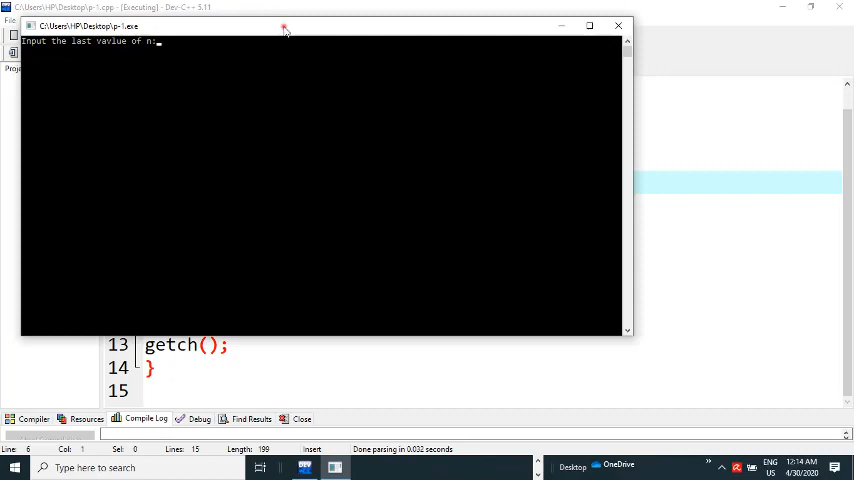 C:\Users\HP\Desktop\p-1.cpp - [Executing] - Dev-C++ 5.11
File
C:\Users\HP\Desktop\p-1.exe
Input the last vavlue of n:
Proje
13 getch();
14 }
15
Compiler Resources Compile Log Debug Find Results Close
Line: 6 Col: 1 Sel: 0 Lines: 15 Length: 199 Insert Done parsing in 0.032 seconds
Type here to search DEV Desktop OneDrive ENG US 12:14 AM 4/30/2020